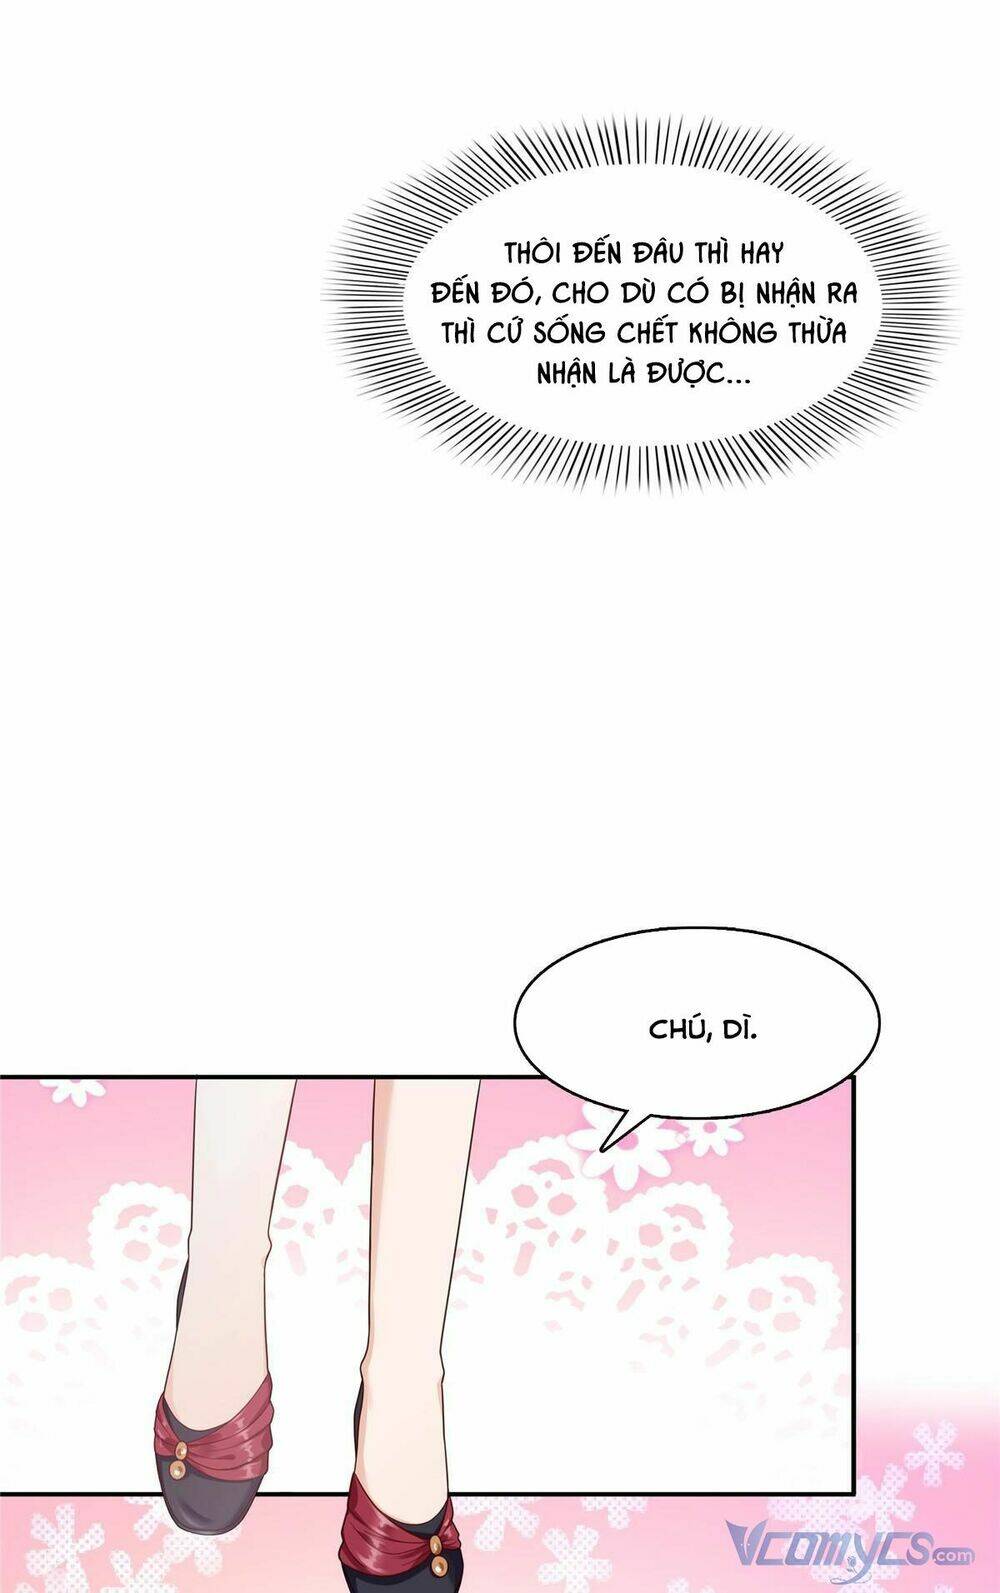 THÔI ĐẾN ĐÂU THÌ HAY
ĐẾN ĐÓ, CHO DÙ CÓ BỊ NHẬN RA
THÌ CỨ SỐNG CHẾT KHÔNG THỪA
NHẬN LÀ ĐƯỢC...
CHÚ, DÌ.
VCOMYCS.COM